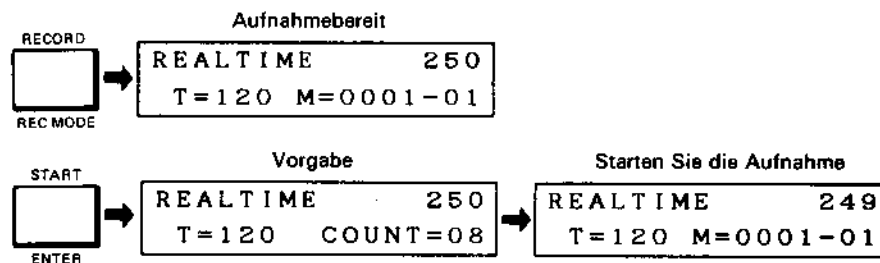 Aufnahmebereit
RECORD
REALTIME 250
T=120 M=0001-01
REC MODE
Vorgabe
Starten Sie die Aufnahme
START
REALTIME 250
T=120 COUNT=08
REALTIME 249
T=120 M=0001-01
ENTER